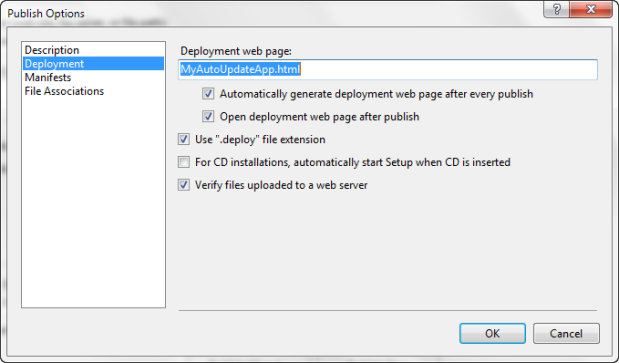 Publish Options
Description
Deployment
Manifests
File Associations
Deployment web page:
MyAutoUpdateApp.html
Automatically generate deployment web page after every publish
Open deployment web page after publish
Use ".deploy" file extension
For CD installations, automatically start Setup when CD is inserted
Verify files uploaded to a web server
OK
Cancel